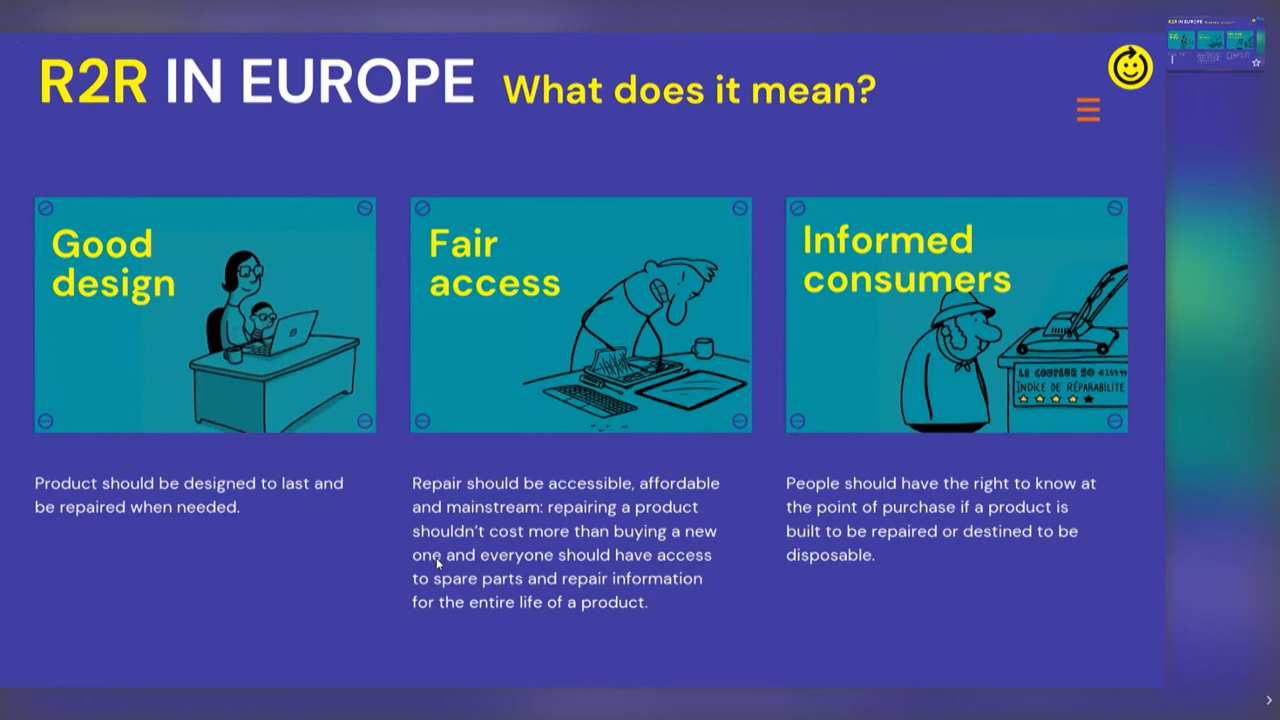 R2R IN EUROPE What does it mean?
Good
design
Fair
access
Informed
consumers
LE COUPEUR 50 €159.99
INDICE DE RÉPARABILITÉ
Product should be designed to last and
be repaired when needed.
Repair should be accessible, affordable
and mainstream: repairing a product
shouldn't cost more than buying a new
one and everyone should have access
to spare parts and repair information
for the entire life of a product.
People should have the right to know at
the point of purchase if a product is
built to be repaired or destined to be
disposable.